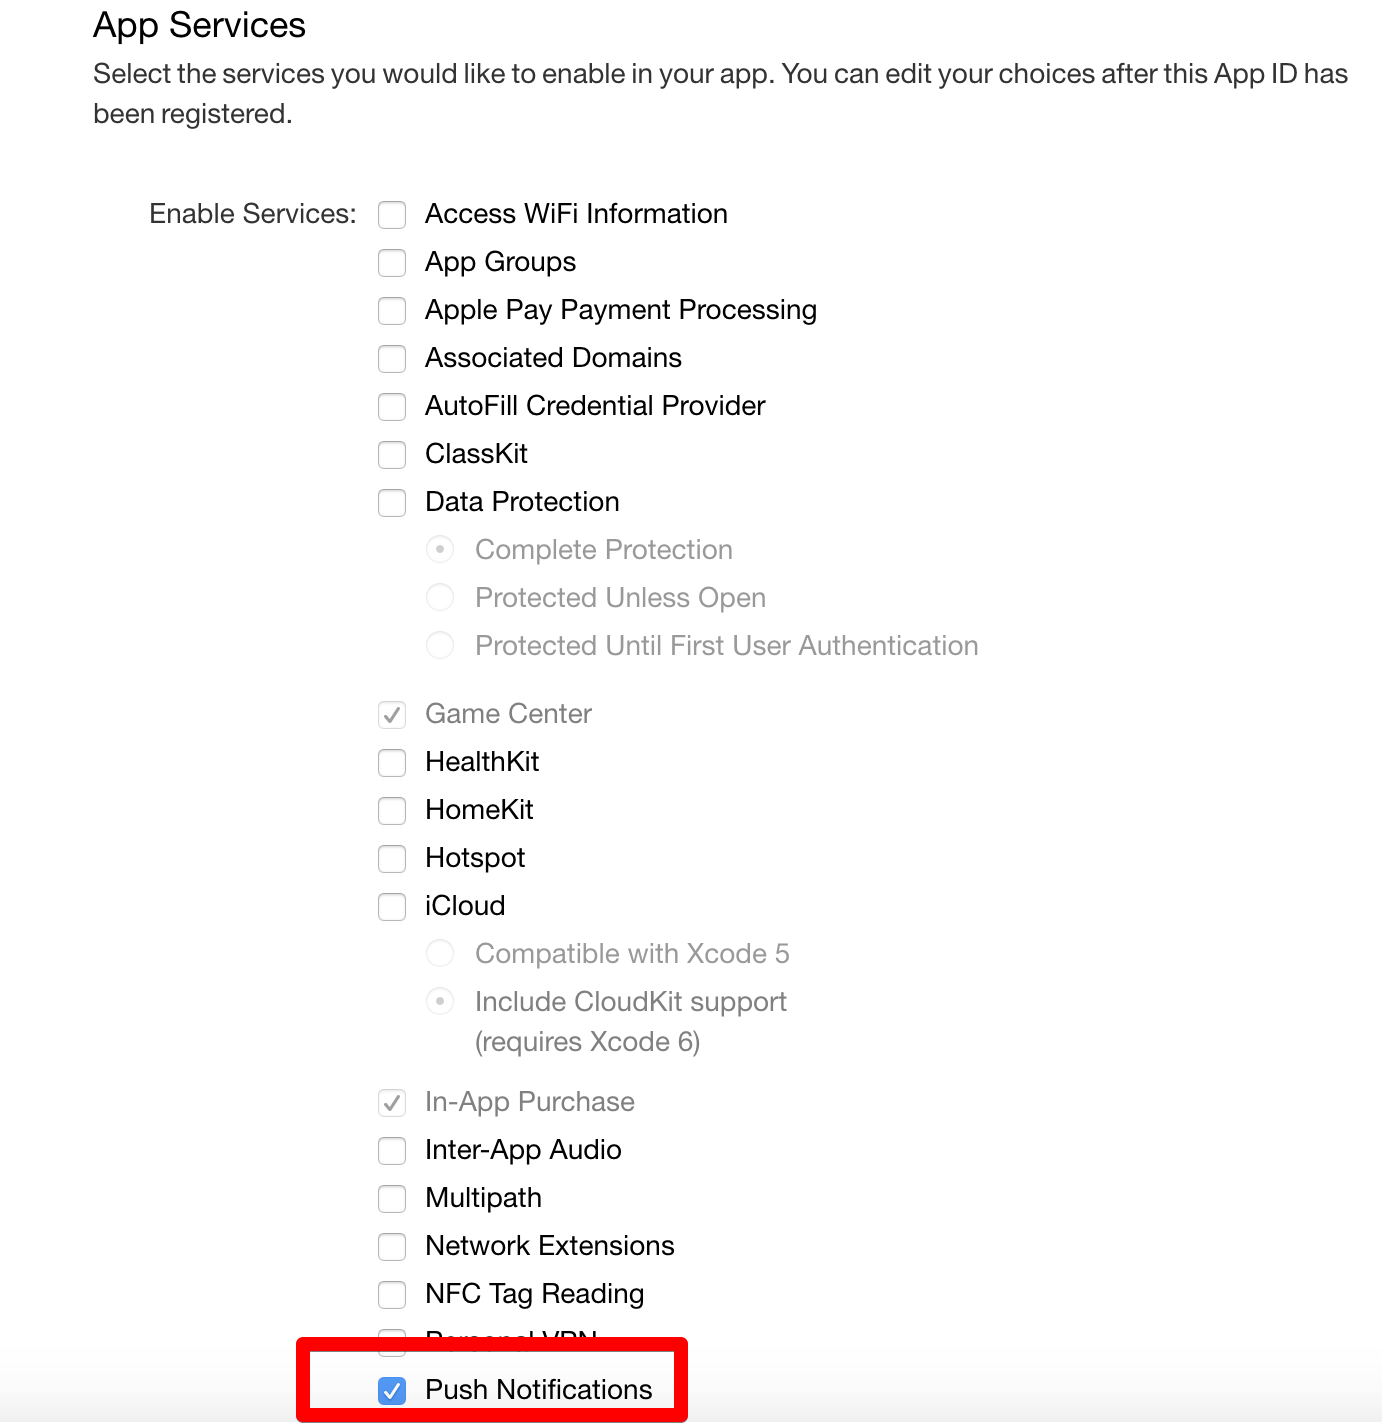 App Services
Select the services you would like to enable in your app. You can edit your choices after this App ID has
been registered.
Enable Services:
Access WiFi Information
App Groups
Apple Pay Payment Processing
Associated Domains
AutoFill Credential Provider
ClassKit
Data Protection
Complete Protection
Protected Unless Open
Protected Until First User Authentication
Game Center
HealthKit
HomeKit
Hotspot
iCloud
Compatible with Xcode 5
Include CloudKit support
(requires Xcode 6)
In-App Purchase
Inter-App Audio
Multipath
Network Extensions
NFC Tag Reading
Personal VPN
Push Notifications